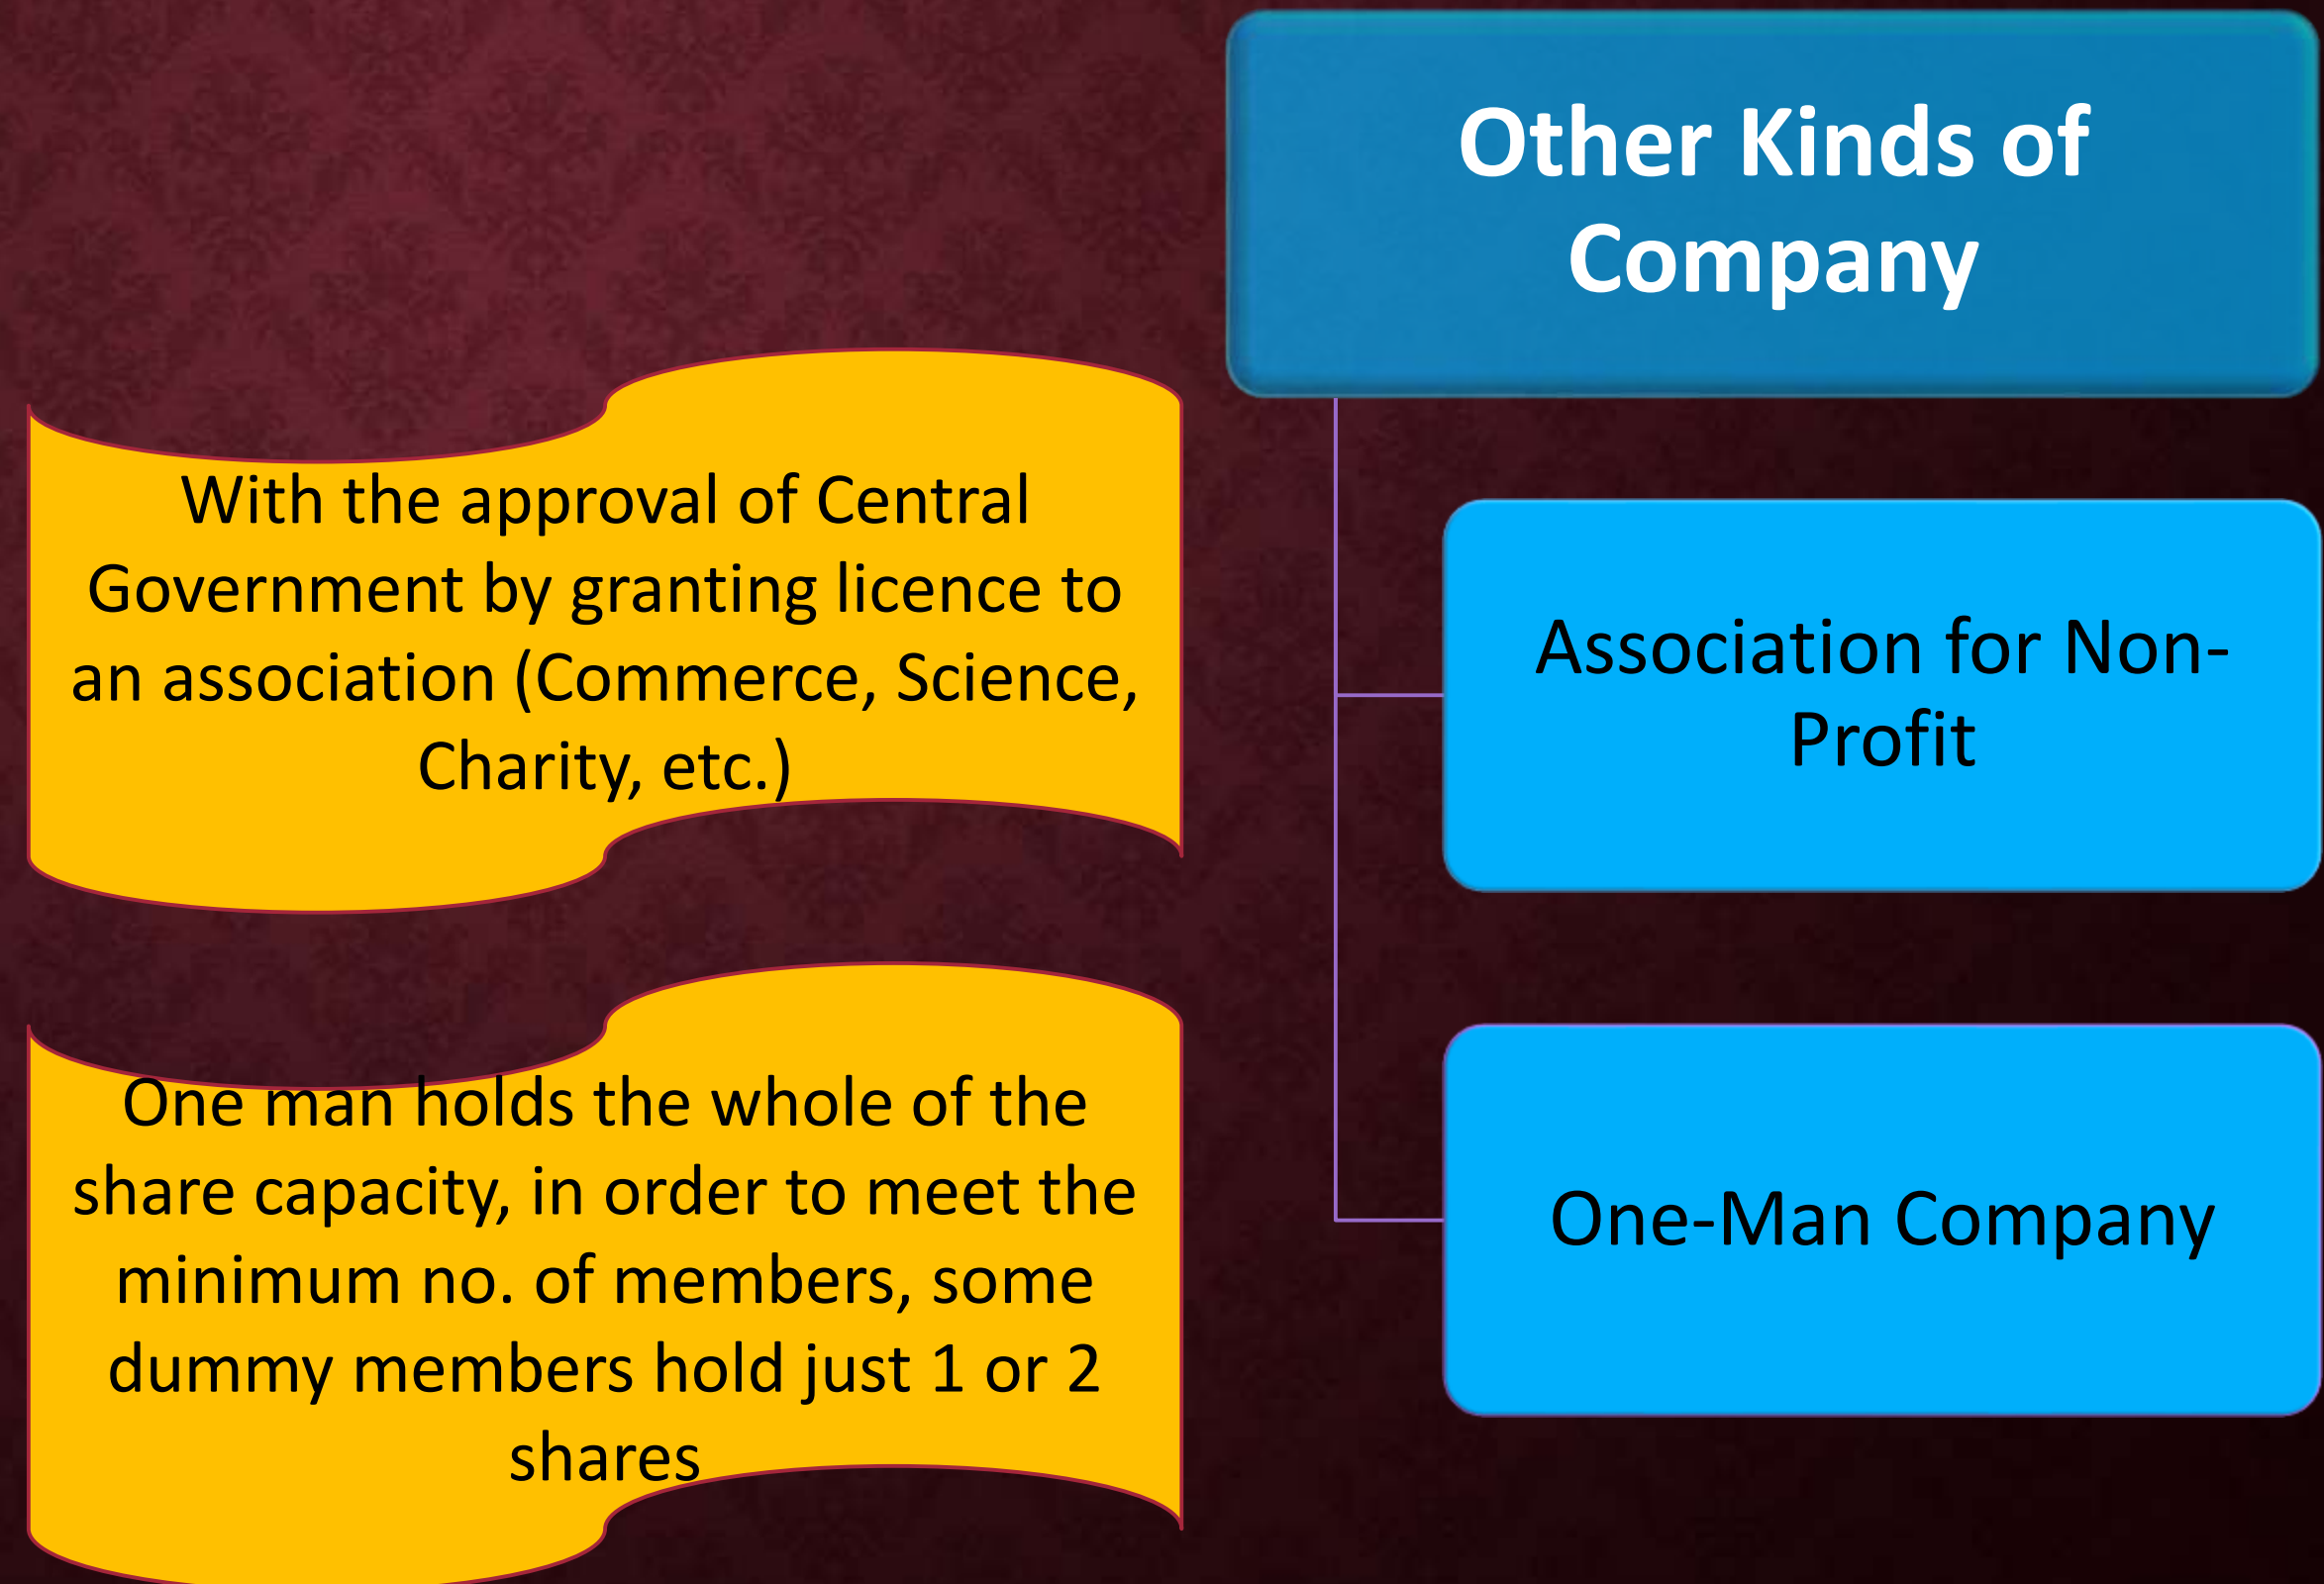 Other Kinds of
Company
With the approval of Central
Government by granting licence to
an association (Commerce, Science,
Charity, etc.)
Association for Non-
Profit
One man holds the whole of the
share capacity, in order to meet the
minimum no. of members, some
dummy members hold just 1 or 2
shares
One-Man Company